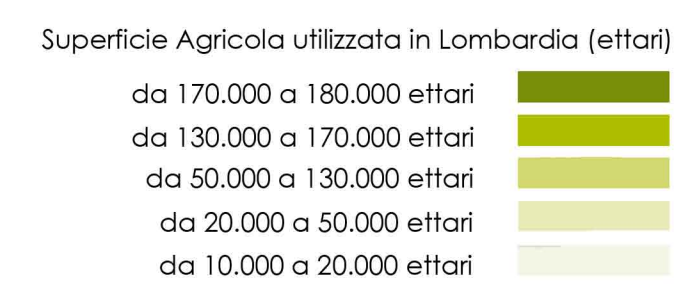 Superficie Agricola utilizzata in Lombardia (ettari)
da 170.000 a 180.000 ettari
da 130.000 a 170.000 ettari
da 50.000 a 130.000 ettari
da 20.000 a 50.000 ettari
da 10.000 a 20.000 ettari